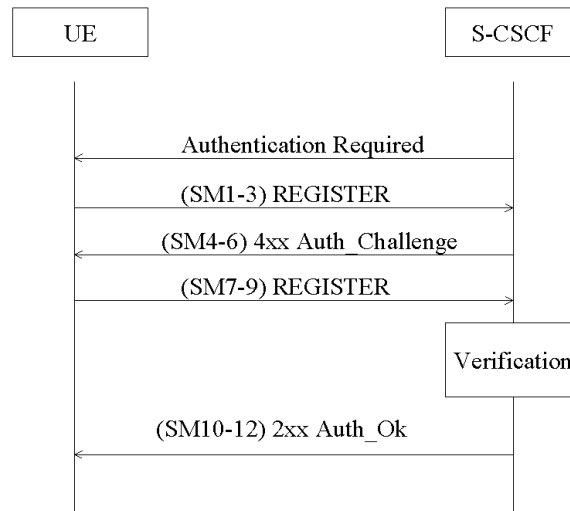 UE
S-CSCF
Authentication Required
(SM1-3) REGISTER
(SM4-6) 4xx Auth_Challenge
(SM7-9) REGISTER
Verification
(SM10-12) 2xx Auth_Ok